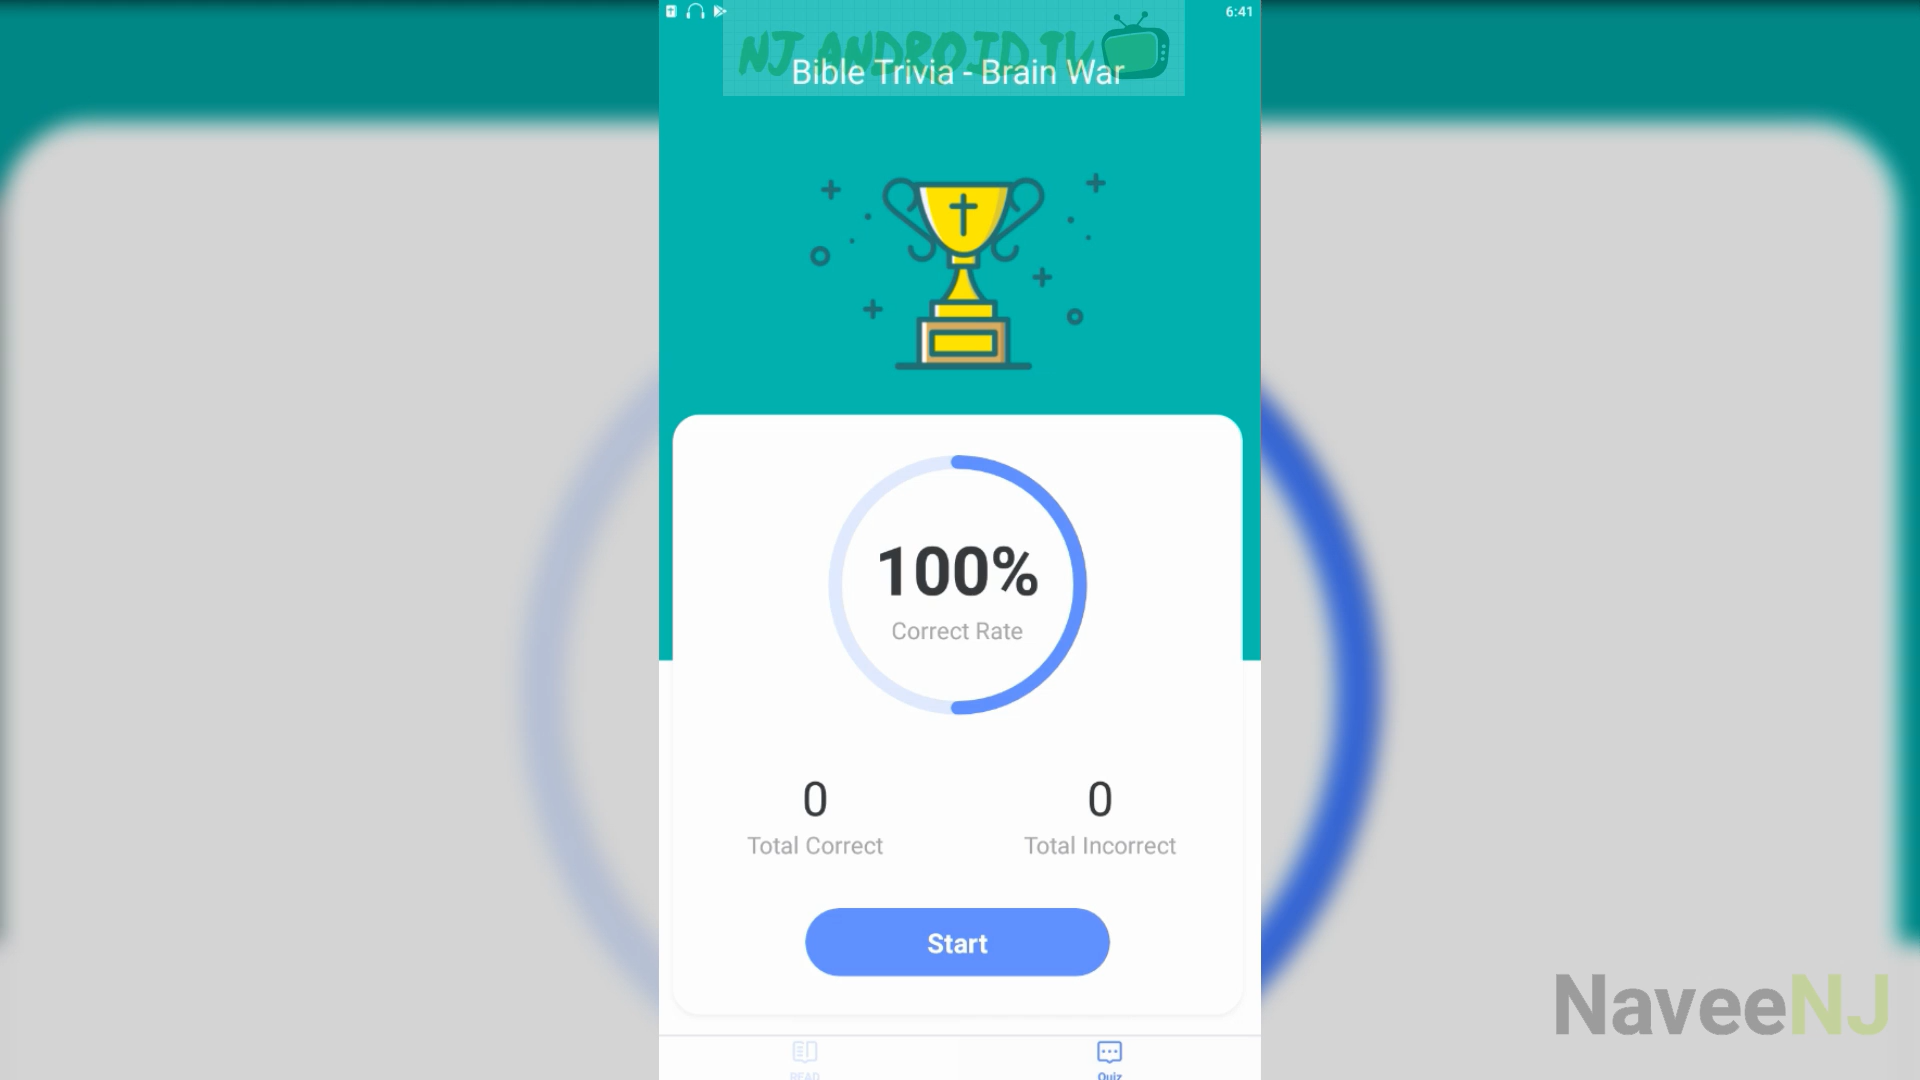 6:41
NJ ANDROID TV
Bible Trivia - Brain War
100%
Correct Rate
0
0
Total Correct
Total Incorrect
Start
READ
Quiz
NaveeNJ